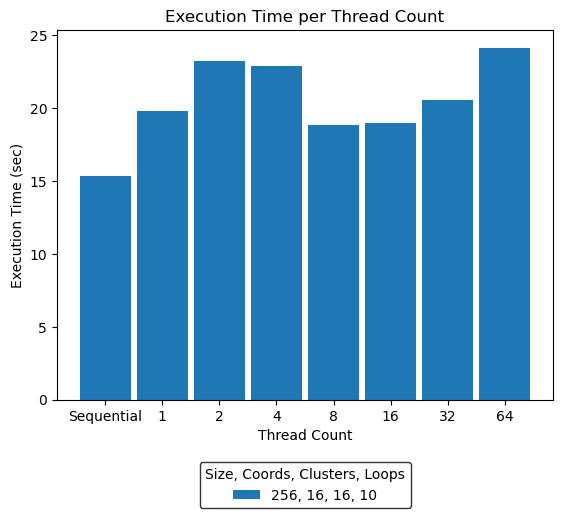 Execution Time per Thread Count
Execution Time (sec)
25
20
15
10
5
0
Sequential 1 2 4 8 16 32 64
Thread Count
Size, Coords, Clusters, Loops
256, 16, 16, 10